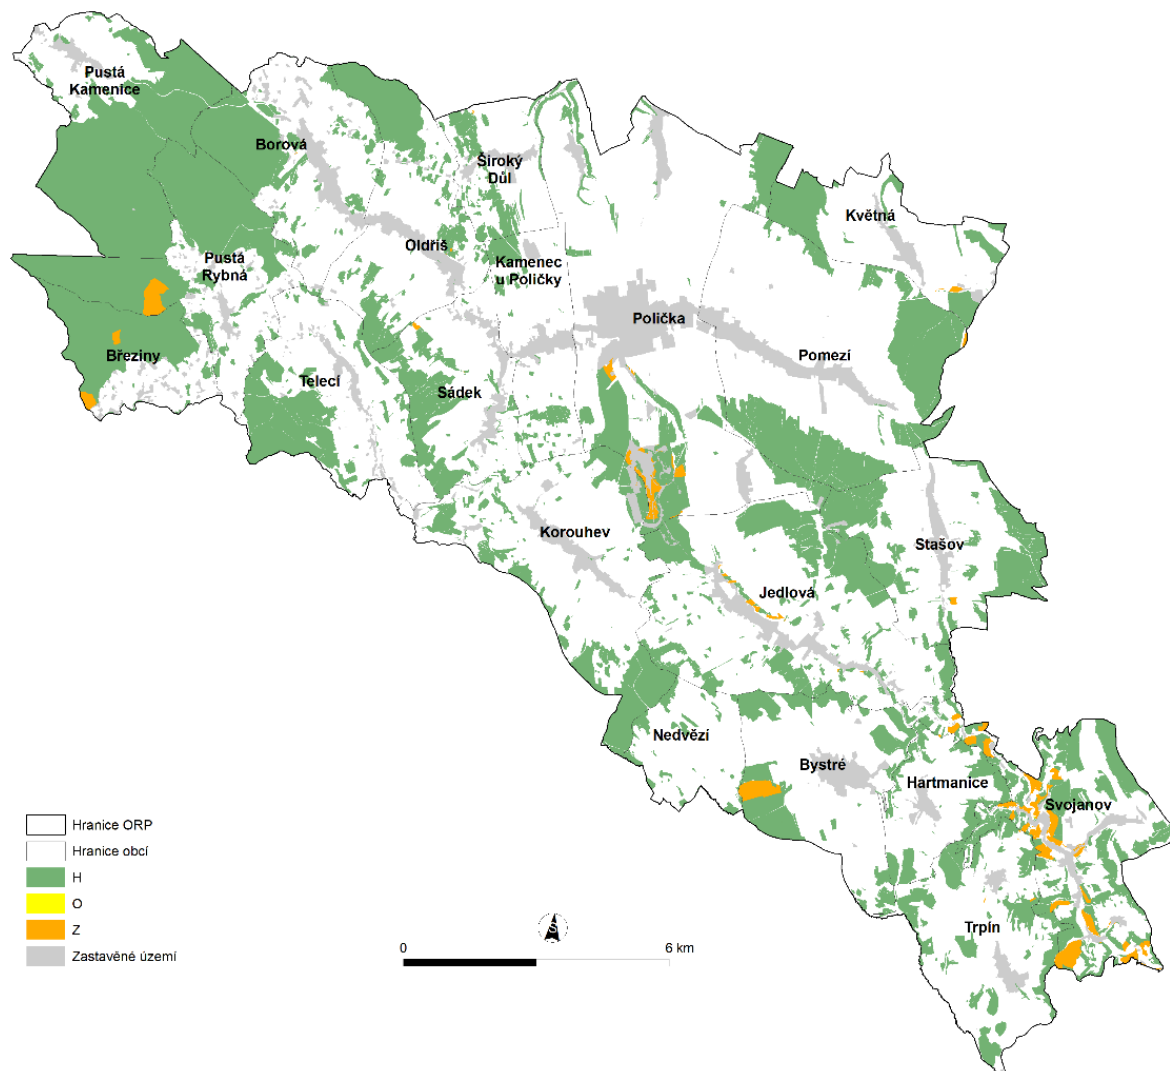 Pustá
Kamenice
Borová
Široký
Důl
Květná
Oldřiš
Pustá
Rybná
Kamenec
u Poličky
Polička
Pomezí
Březiny
Telecí
Sádek
Korouhev
Stašov
Jedlová
Nedvězí
Bystré
Hartmanice
Svojanov
Trpín
Hranice ORP
Hranice obcí
H
O
Z
Zastavěné území
S
0
6 km